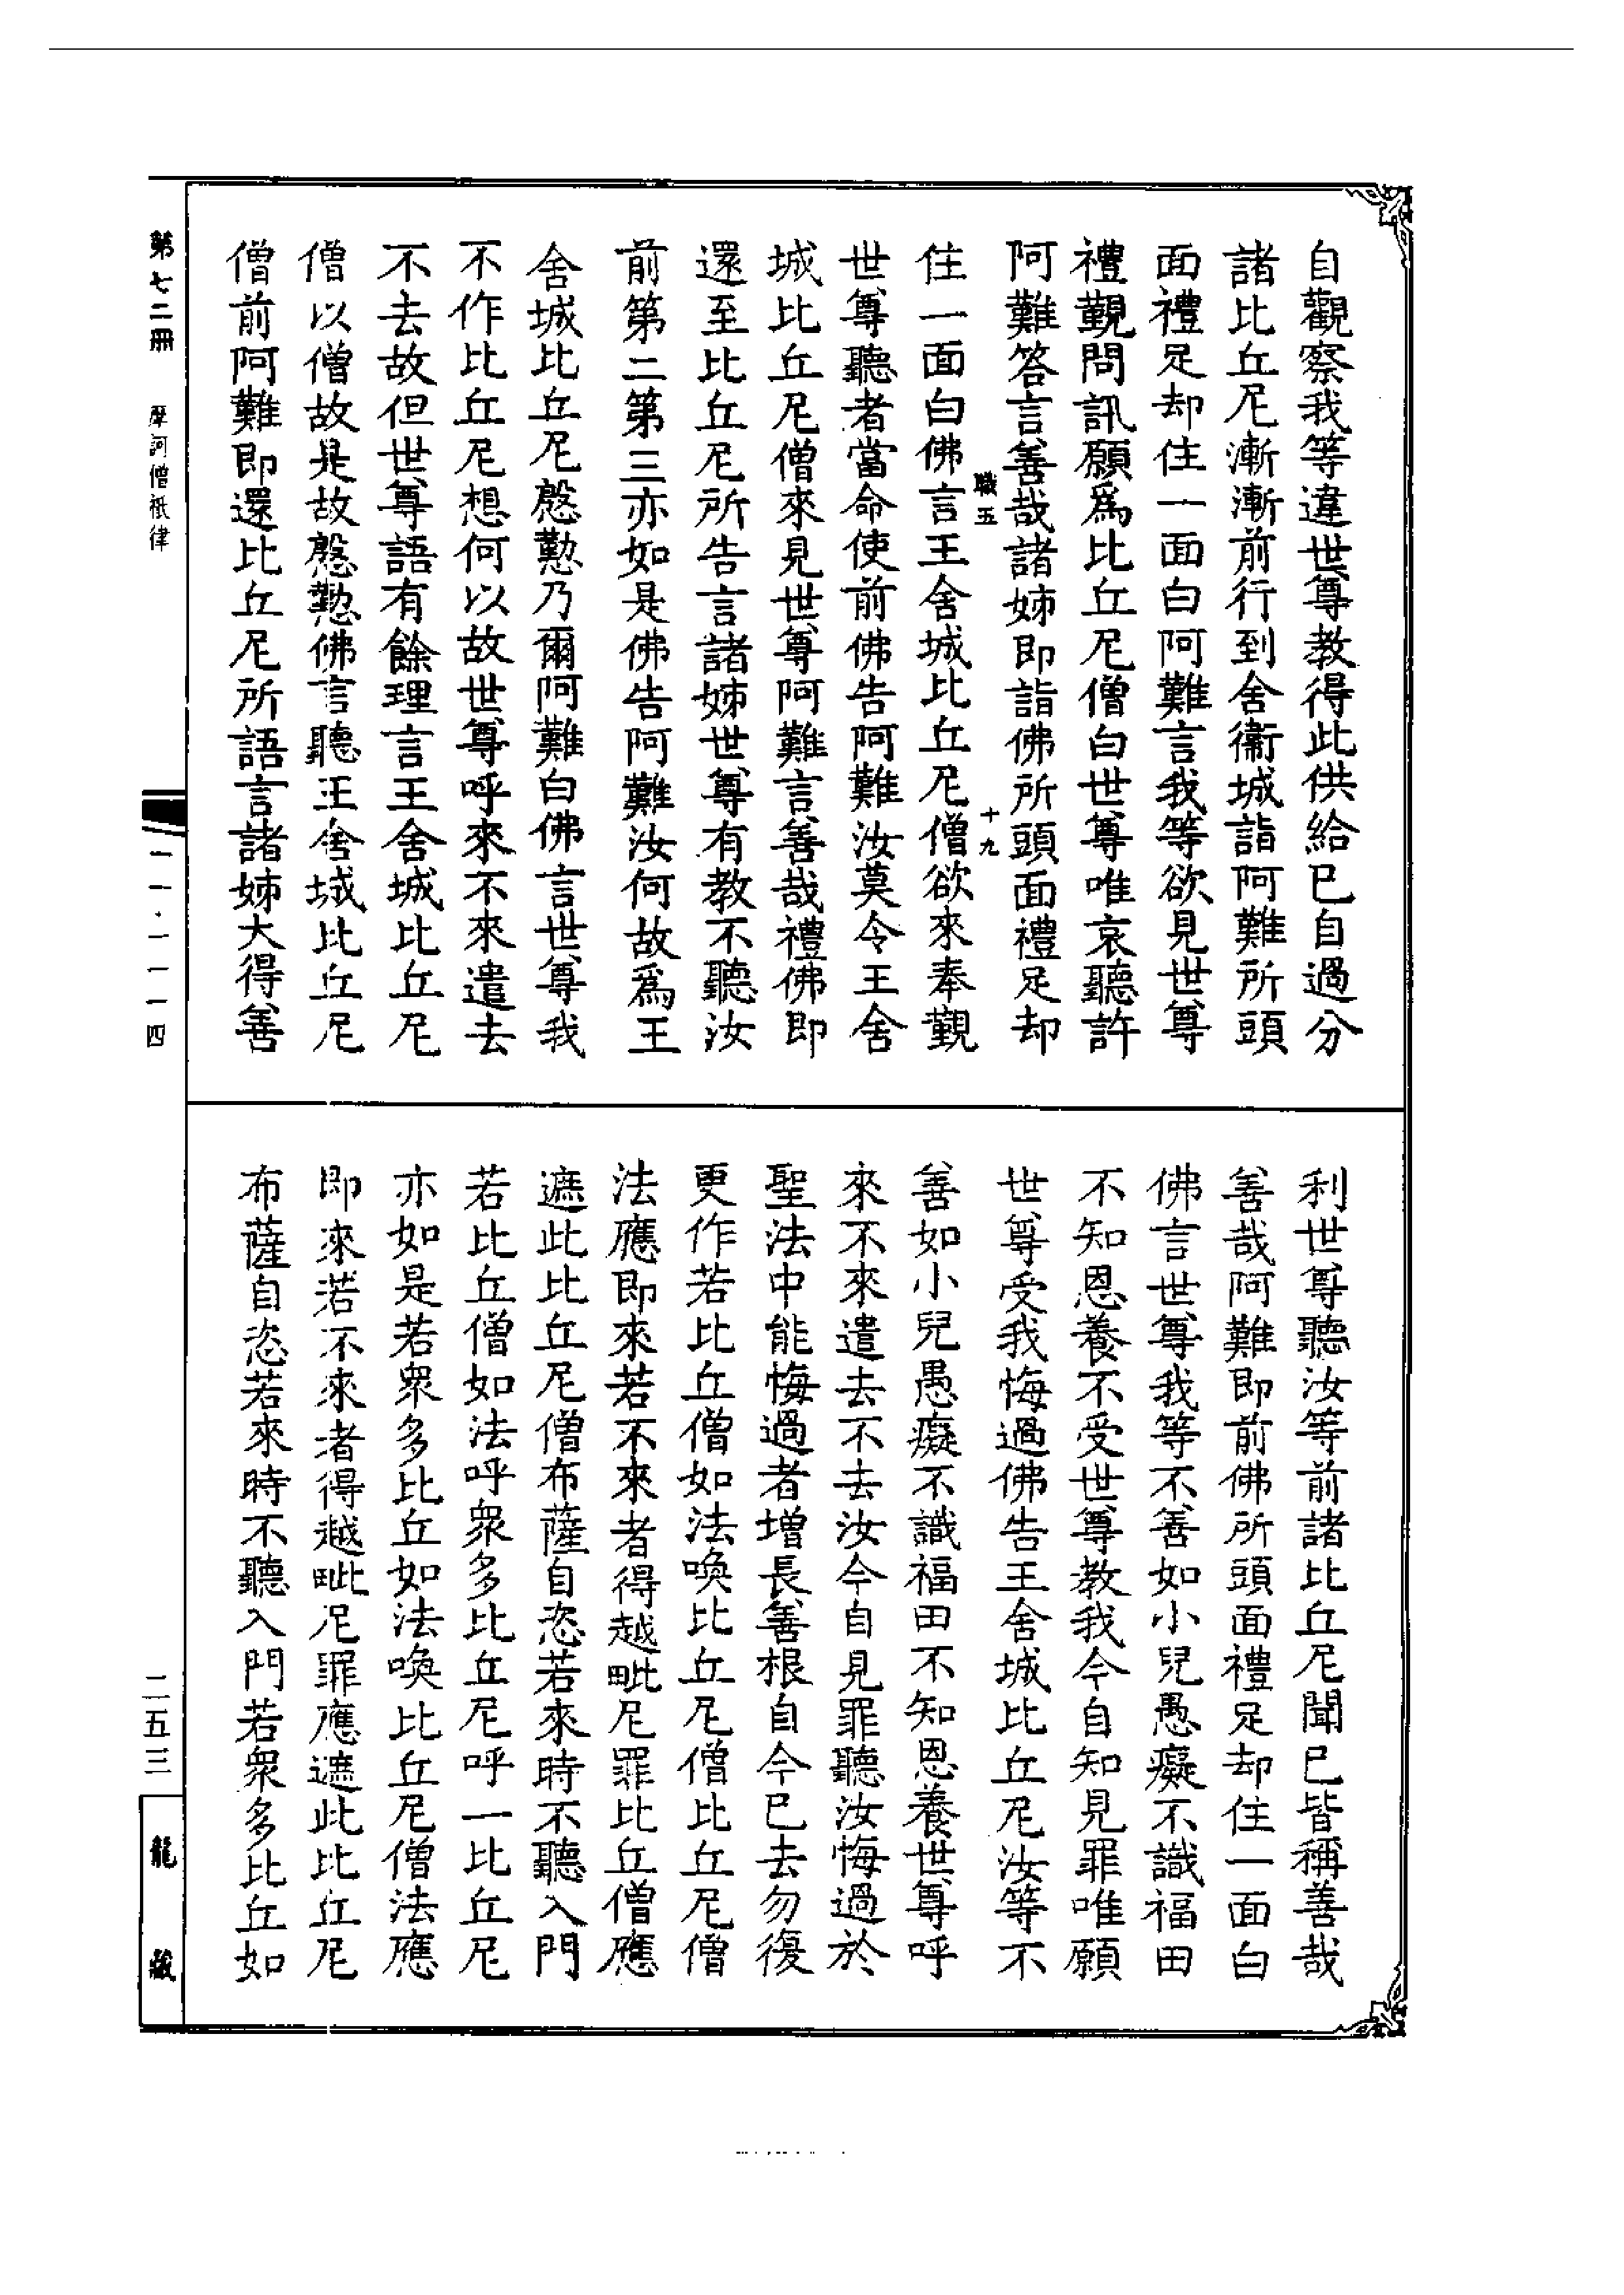 自觀察我等違世尊教得此供給已自過分
諸比丘尼漸漸前行到舍衞城詣阿難所頭
面禮足却住一面白阿難言我等欲見世尊
禮覲問訊願爲比丘尼僧白世尊唯哀聽許
阿難答言善哉諸姊即詣佛所頭面禮足却
職五 十九
住一面白佛言王舍城比丘尼僧欲來奉覲
世尊聽者當命使前佛告阿難汝莫令王舍
城比丘尼僧來見世尊阿難言善哉禮佛即
還至比丘尼所告言諸姊世尊有教不聽汝
前第二第三亦如是佛告阿難汝何故爲王
舍城比丘尼慇懃乃爾阿難白佛言世尊我
不作比丘尼想何以故世尊呼來不來遣去
不去故但世尊語有餘理言王舍城比丘尼
僧以僧故是故慇懃佛言聽王舍城比丘尼
僧前阿難即還比丘尼所語言諸姊大得善
利世尊聽汝等前諸比丘尼聞已皆稱善哉
善哉阿難即前佛所頭面禮足却住一面白
佛言世尊我等不善如小兒愚癡不識福田
不知恩養不受世尊教我今自知見罪唯願
世尊受我悔過佛告王舍城比丘尼汝等不
善如小兒愚癡不識福田不知恩養世尊呼
來不來遣去不去汝今自見罪聽汝悔過於
聖法中能悔過者增長善根自今已去勿復
更作若比丘僧如法喚比丘尼僧比丘尼僧
法應即來若不來者得越毗尼罪比丘僧應
遮此比丘尼僧布薩自恣若來時不聽入門
若比丘僧如法呼衆多比丘尼呼一比丘尼
亦如是若衆多比丘如法喚比丘尼僧法應
即來若不來者得越毗尼罪應遮此比丘尼
布薩自恣若來時不聽入門若衆多比丘如
第七二冊 摩訶僧祇律
一一·一一一四
二五三
龍藏